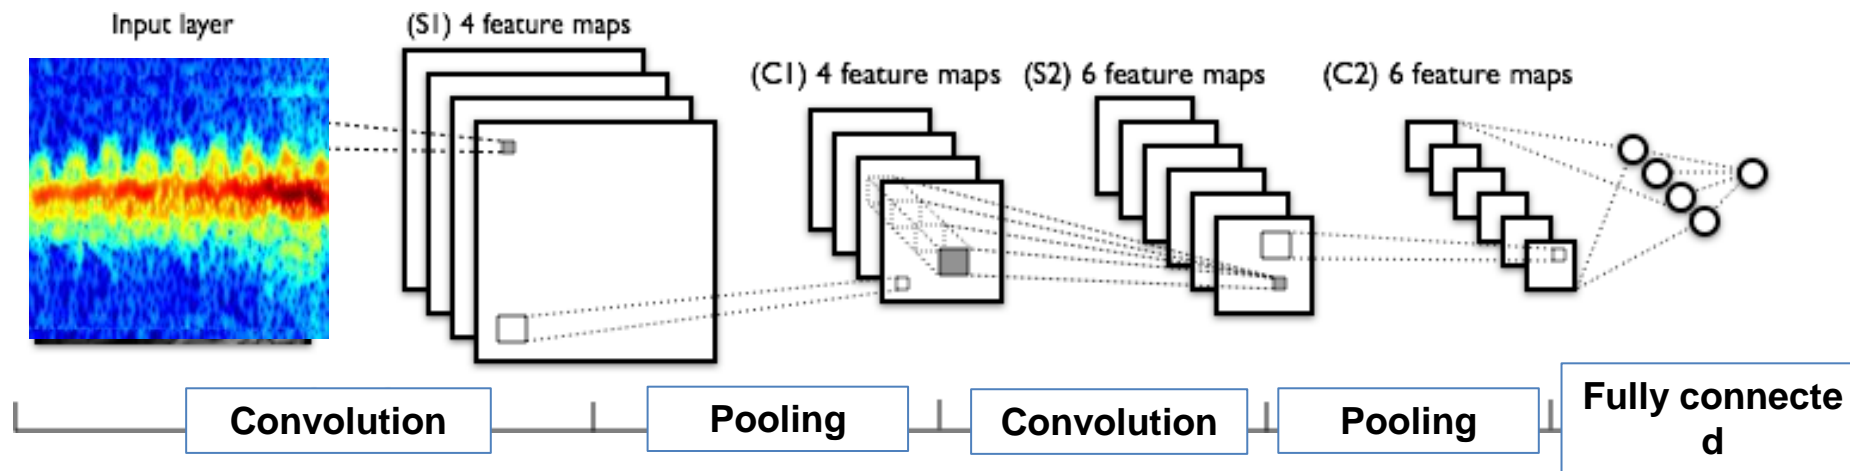 Input layer
(S1) 4 feature maps
(C1) 4 feature maps
(S2) 6 feature maps
(C2) 6 feature maps
Convolution
Pooling
Convolution
Pooling
Fully connecte
d